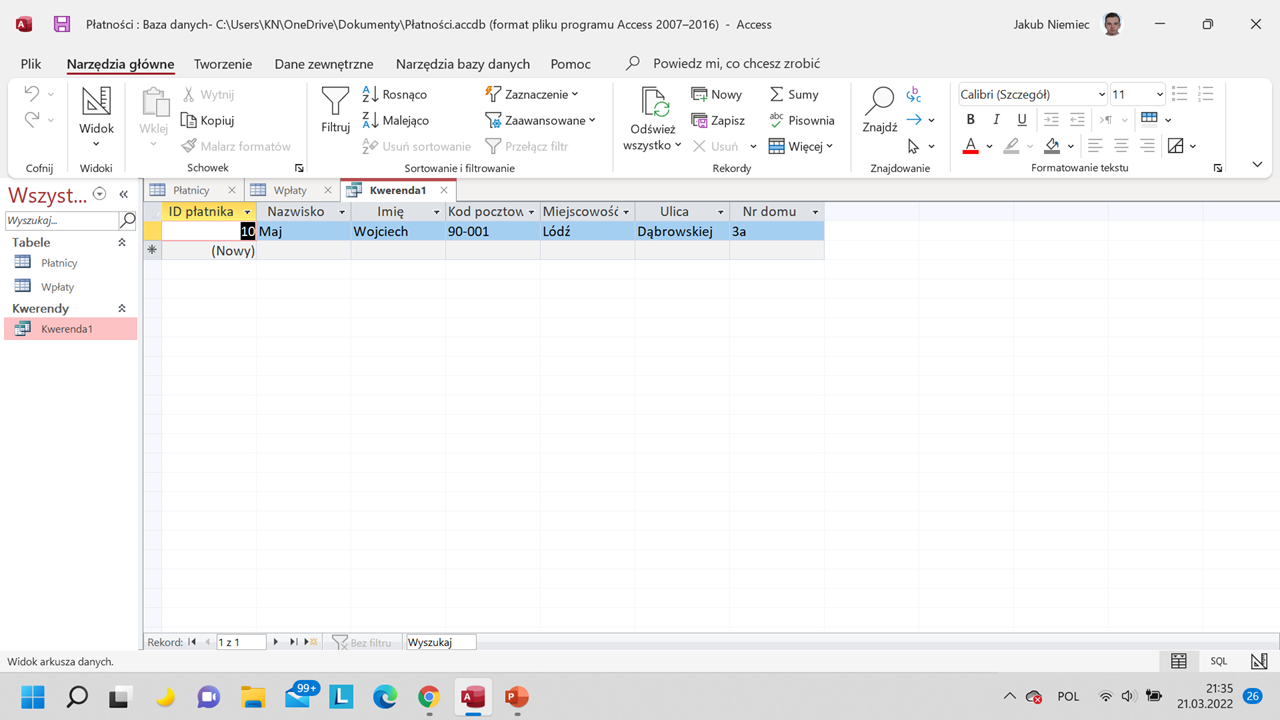 Płatności : Baza danych- C:\Users\KN\OneDrive\Dokumenty\Płatności.accdb (format pliku programu Access 2007–2016) - Access
Jakub Niemiec
Plik Narzędzia główne Tworzenie Dane zewnętrzne Narzędzia bazy danych Pomoc Powiedz mi, co chcesz zrobić
Widok
Wklej
Wytnij
Kopiuj
Malarz formatów
Filtruj
Rosnąco
Malejąco
Zaznaczenie
Zaawansowane
Przełącz filtr
Odśwież
wszystko
Nowy
Zapisz
Usuń
Sumy
Pisownia
Więcej
Znajdź
Calibri (Szczegół) 11
B I U
Cofnij Widoki Schowek Sortowanie i filtrowanie Rekordy Znajdowanie Formatowanie tekstu
Wszyst...
Wyszukaj...
Tabele
Płatnicy
Wpłaty
Kwerendy
Kwerenda1
Płatnicy Wpłaty Kwerenda1
ID płatnika Nazwisko Imię Kod pocztow Miejscowość Ulica Nr domu
10 Maj Wojciech 90-001 Lódź Dąbrowskiej 3a
* (Nowy)
Rekord: 1 z 1 Bez filtru Wyszukaj
Widok arkusza danych.
SQL
99+
L
POL
21:35
21.03.2022
26